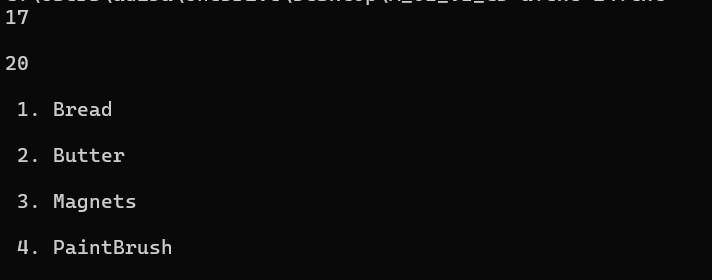 17
20
1. Bread
2. Butter
3. Magnets
4. PaintBrush